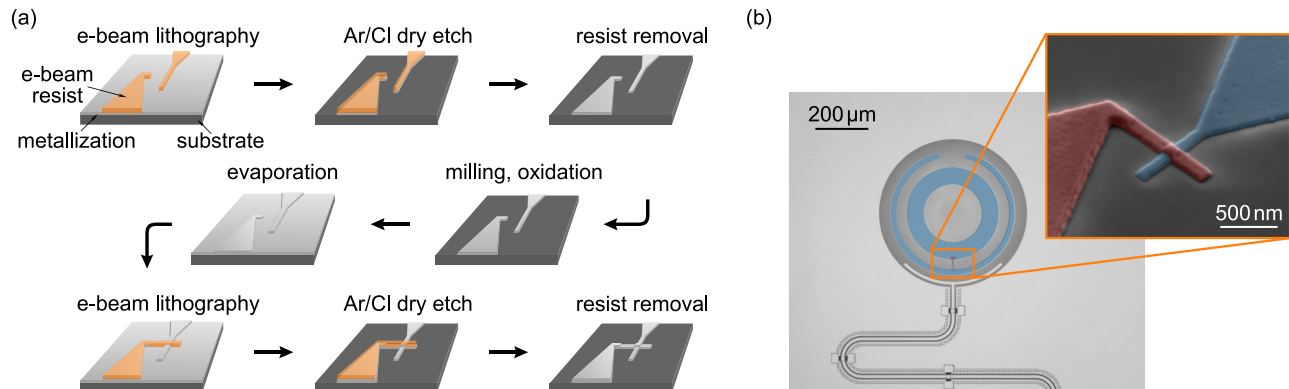 (a)
e-beam lithography
Ar/Cl dry etch
resist removal
e-beam
resist
metallization
substrate
evaporation
milling, oxidation
e-beam lithography
Ar/Cl dry etch
resist removal
(b)
200 µm
500 nm